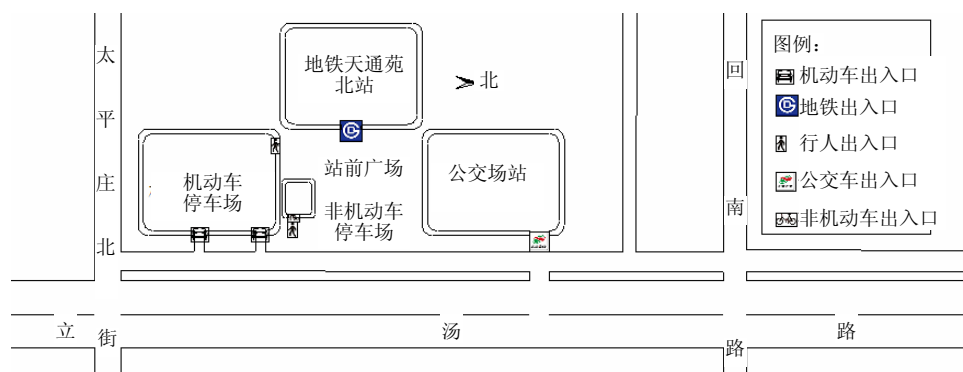 太平庄北街
地铁天通苑
北站
北
回南路
图例：
机动车出入口
地铁出入口
行人出入口
公交车出入口
非机动车出入口
机动车
停车场
站前广场
公交场站
非机动车
停车场
立汤路
路